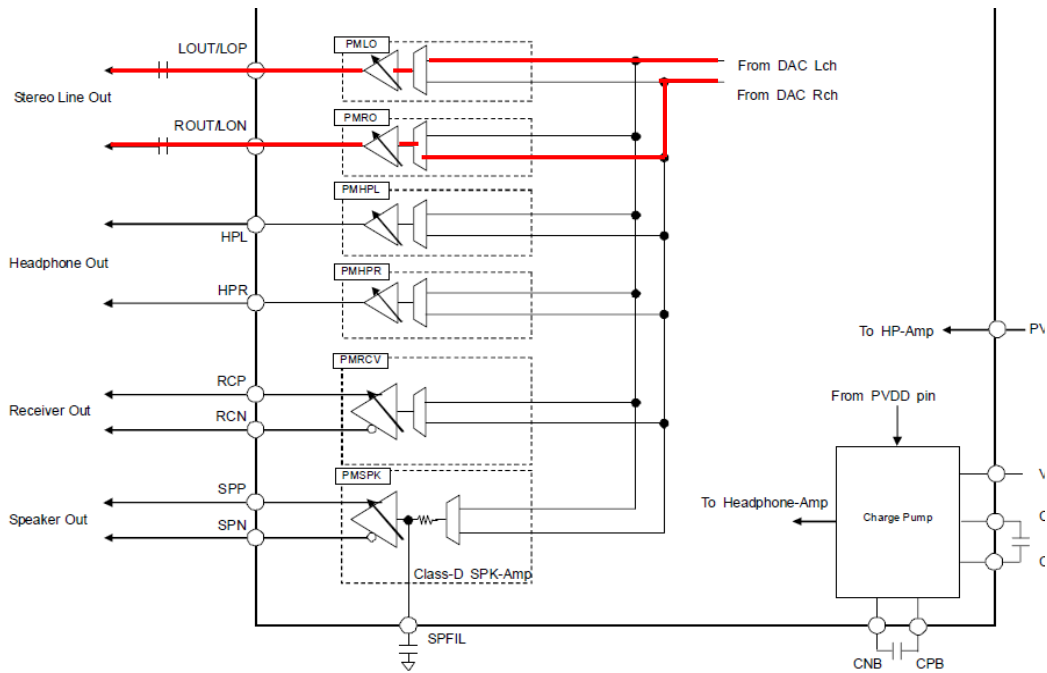 PMLO
LOUT/LOP
From DAC Lch
Stereo Line Out
From DAC Rch
PMRO
ROUT/LON
PMHPL
HPL
Headphone Out
PMHPR
HPR
To HP-Amp
PV
PMRCV
RCP
Receiver Out
RCN
From PVDD pin
PMSPK
SPP
V
To Headphone-Amp
Speaker Out
SPN
Charge Pump
C
C
Class-D SPK-Amp
SPFIL
CNB
CPB